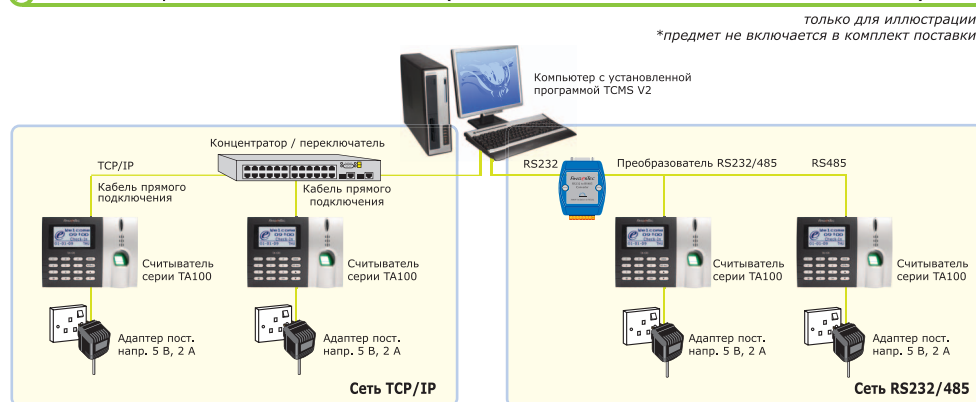 только для иллюстрации
*предмет не включается в комплект поставки
Компьютер с установленной
программой TCMS V2
Концентратор / переключатель
TCP/IP
Кабель прямого
подключения
Кабель прямого
подключения
RS232
Преобразователь RS232/485
RS485
Считыватель
серии TA100
Считыватель
серии TA100
Считыватель
серии TA100
Считыватель
серии TA100
Адаптер пост.
напр. 5 В, 2 А
Адаптер пост.
напр. 5 В, 2 А
Адаптер пост.
напр. 5 В, 2 А
Адаптер пост.
напр. 5 В, 2 А
Сеть TCP/IP
Сеть RS232/485